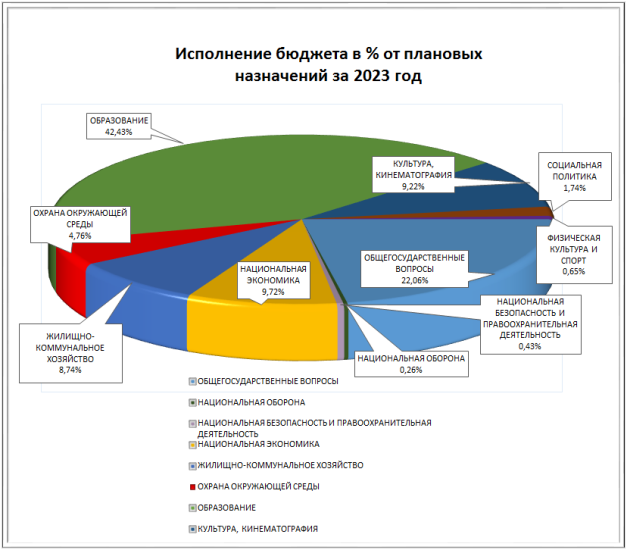 Исполнение бюджета в % от плановых
назначений за 2023 год
ОБРАЗОВАНИЕ
42,43%
КУЛЬТУРА,
КИНЕМАТОГРАФИЯ
9,22%
СОЦИАЛЬНАЯ
ПОЛИТИКА
1,74%
ОХРАНА ОКРУЖАЮЩЕЙ
СРЕДЫ
4,76%
ФИЗИЧЕСКАЯ
КУЛЬТУРА И
СПОРТ
0,65%
НАЦИОНАЛЬНАЯ
ЭКОНОМИКА
9,72%
ОБЩЕГОСУДАРСТВЕННЫЕ
ВОПРОСЫ
22,06%
НАЦИОНАЛЬНАЯ
БЕЗОПАСНОСТЬ И
ПРАВООХРАНИТЕЛЬНАЯ
ДЕЯТЕЛЬНОСТЬ
0,43%
ЖИЛИЩНО-
КОММУНАЛЬНОЕ
ХОЗЯЙСТВО
8,74%
НАЦИОНАЛЬНАЯ ОБОРОНА
0,26%
ОБЩЕГОСУДАРСТВЕННЫЕ ВОПРОСЫ
НАЦИОНАЛЬНАЯ ОБОРОНА
НАЦИОНАЛЬНАЯ БЕЗОПАСНОСТЬ И ПРАВООХРАНИТЕЛЬНАЯ
ДЕЯТЕЛЬНОСТЬ
НАЦИОНАЛЬНАЯ ЭКОНОМИКА
ЖИЛИЩНО-КОММУНАЛЬНОЕ ХОЗЯЙСТВО
ОХРАНА ОКРУЖАЮЩЕЙ СРЕДЫ
ОБРАЗОВАНИЕ
КУЛЬТУРА, КИНЕМАТОГРАФИЯ